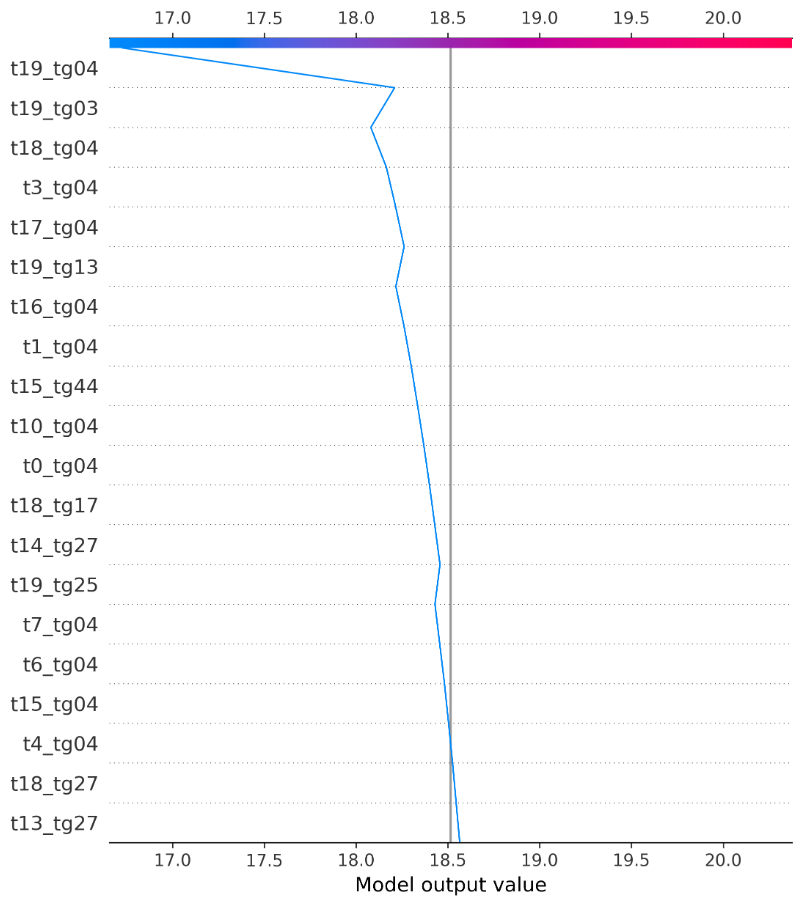 17.0 17.5 18.0 18.5 19.0 19.5 20.0
t19_tg04
t19_tg03
t18_tg04
t3_tg04
t17_tg04
t19_tg13
t16_tg04
t1_tg04
t15_tg44
t10_tg04
t0_tg04
t18_tg17
t14_tg27
t19_tg25
t7_tg04
t6_tg04
t15_tg04
t4_tg04
t18_tg27
t13_tg27
17.0 17.5 18.0 18.5 19.0 19.5 20.0
Model output value